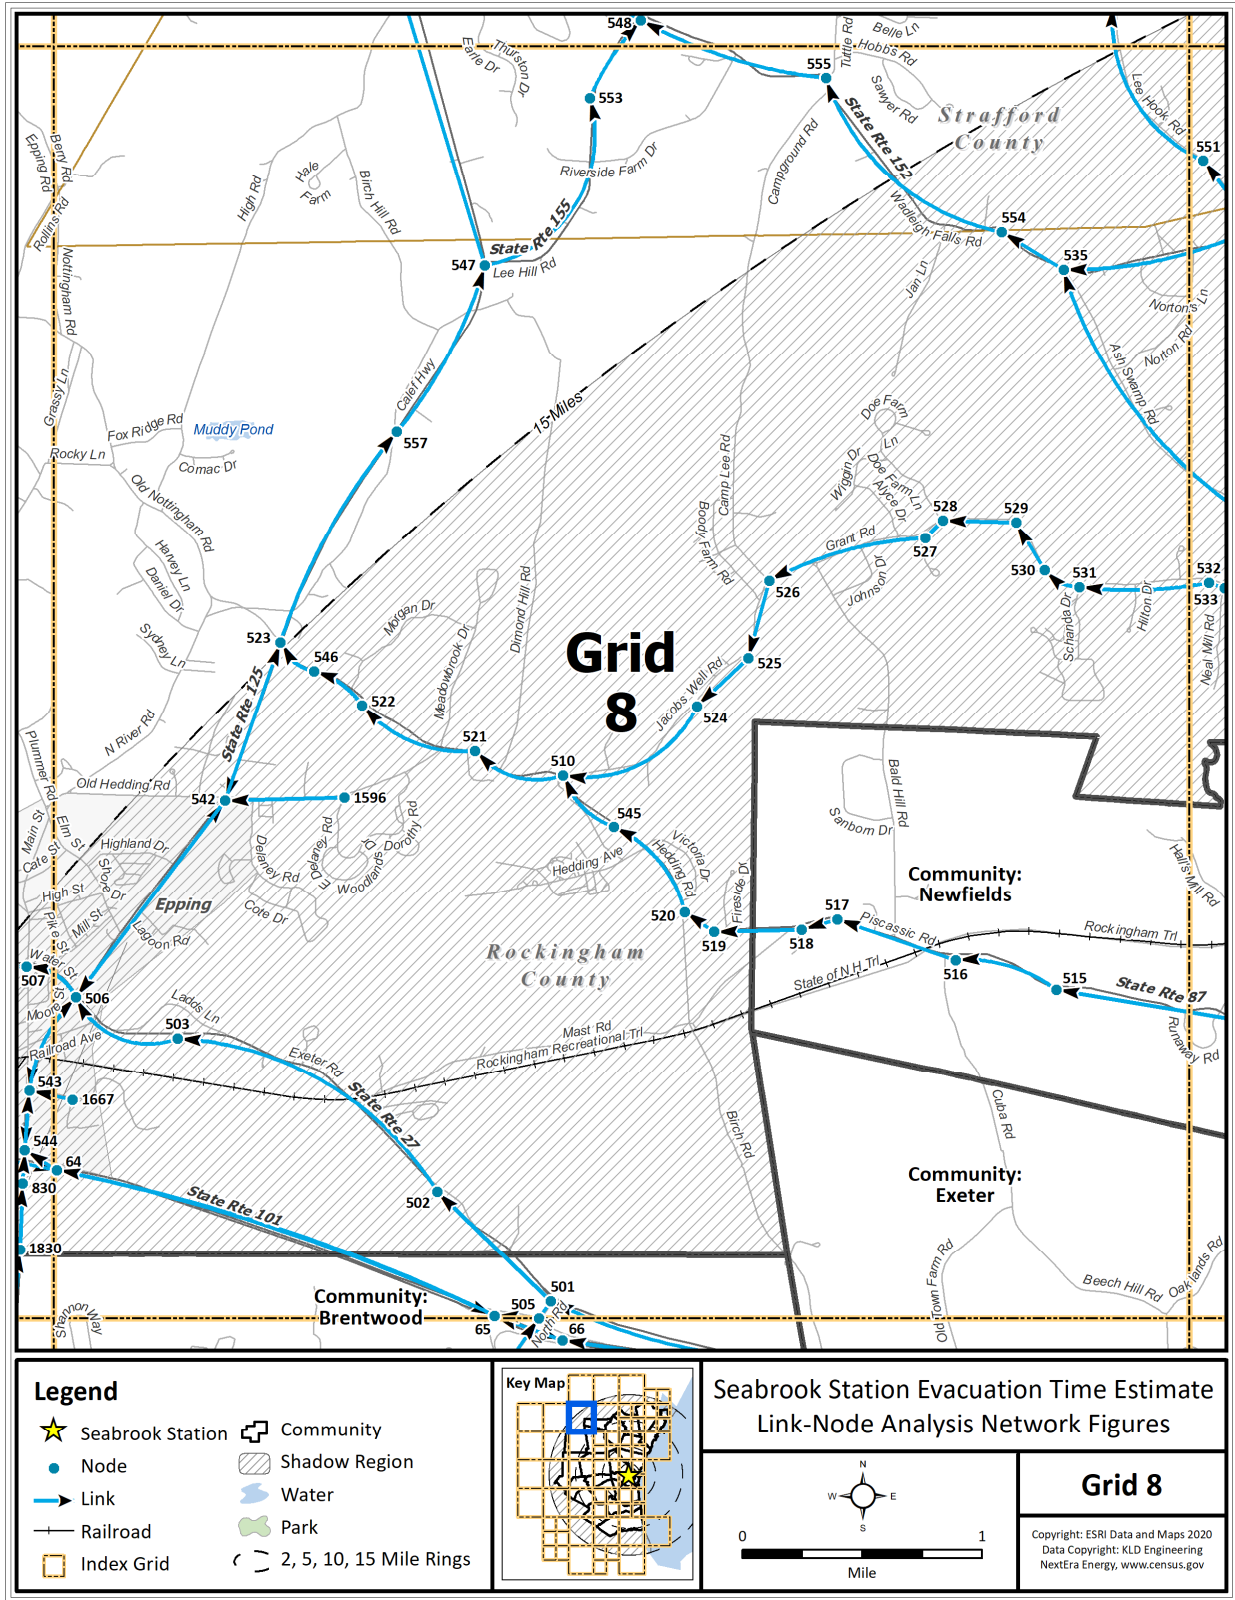 548
Belle Ln
Tuttle Rd
Hobbs Rd
Earle Dr
Thurston Dr
555
Sawyer Rd
553
Lee Hook Rd
Strafford
County
State Rte 152
Campground Rd
551
Berry Rd
Epping Rd
Riverside Farm Dr
Hale
Farm
Birch Hill Rd
High Rd
Rollins Rd
State Rte 155
Wadleigh Falls Rd
554
535
Nottingham Rd
547
Lee Hill Rd
Jan Ln
Norton's Ln
Norton Rd
Ash Swamp Rd
Calef Hwy
Grassy Ln
15 Miles
Fox Ridge Rd
Muddy Pond
557
Doe Farm
Ln
Rocky Ln
Comac Dr
Camp Lee Rd
Wiggin Dr
Doe Farm Ln
Alyce Dr
Old Nottingham Rd
Bipoodi
Farm Rd
528
529
Grant Rd
527
Harvey Ln
Daniel Dr
530
531
532
533
526
Johnson Dr
Dimond Hill Rd
Morgan Dr
Schanpa Dr
Hilton Dr
Neal Mill Rd
Sydney Ln
523
546
Grid
8
525
Meadowbrook Dr
Jacobs Well Rd
State Rte 125
522
524
N River Rd
521
510
Plummer Rd
Old Hedding Rd
542
1596
Bald Hill Rd
Main St
Elm St
545
Sanborn Dr
Cate St
Highland Dr
Delaney Rd
E Delaney Rd
Woodlands Dr
Dorothy Rd
Hedding Ave
Hedding Rd
Victoria Dr
Fireside Dr
Community:
Newfields
Hall's Mill Rd
High St
Shore Dr
Epping
Cote Dr
Pike St
Mill St
Lagoon Rd
520
519
518
517
Piscassic Rd
Rockingham Trl
Rockingham
County
Water St
507
506
State of N H Trl
516
515
State Rte 87
Moore St
Ladds Ln
503
Railroad Ave
Exeter Rd
Mast Rd
Rockingham Recreational Trl
Runaway Rd
543
1667
State Rte 27
Birch Rd
Cuba Rd
544
64
830
State Rte 101
502
Community:
Exeter
1830
Old Town Farm Rd
Beech Hill Rd
Oaklands Rd
501
Community:
Brentwood
505
North Rd
65
66
Shannon
Way
Legend
Seabrook Station
Node
Link
Railroad
Index Grid
Community
Shadow Region
Water
Park
2, 5, 10, 15 Mile Rings
Key Map
Seabrook Station Evacuation Time Estimate
Link-Node Analysis Network Figures
N
W
E
S
0
1
Mile
Grid 8
Copyright: ESRI Data and Maps 2020
Data Copyright: KLD Engineering
NextEra Energy, www.census.gov